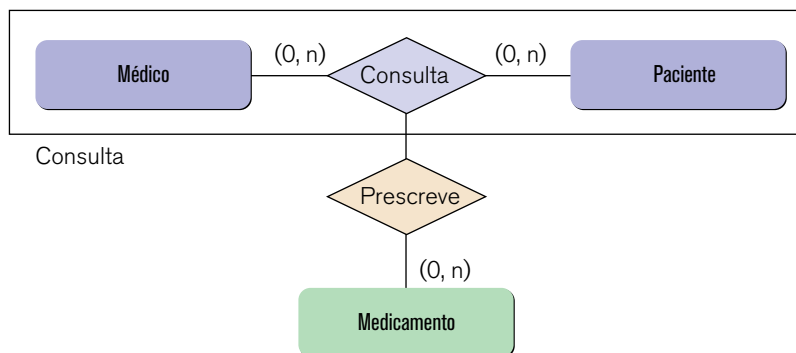 Médico (0, n) Consulta (0, n) Paciente
Consulta
Prescreve
(0, n)
Medicamento